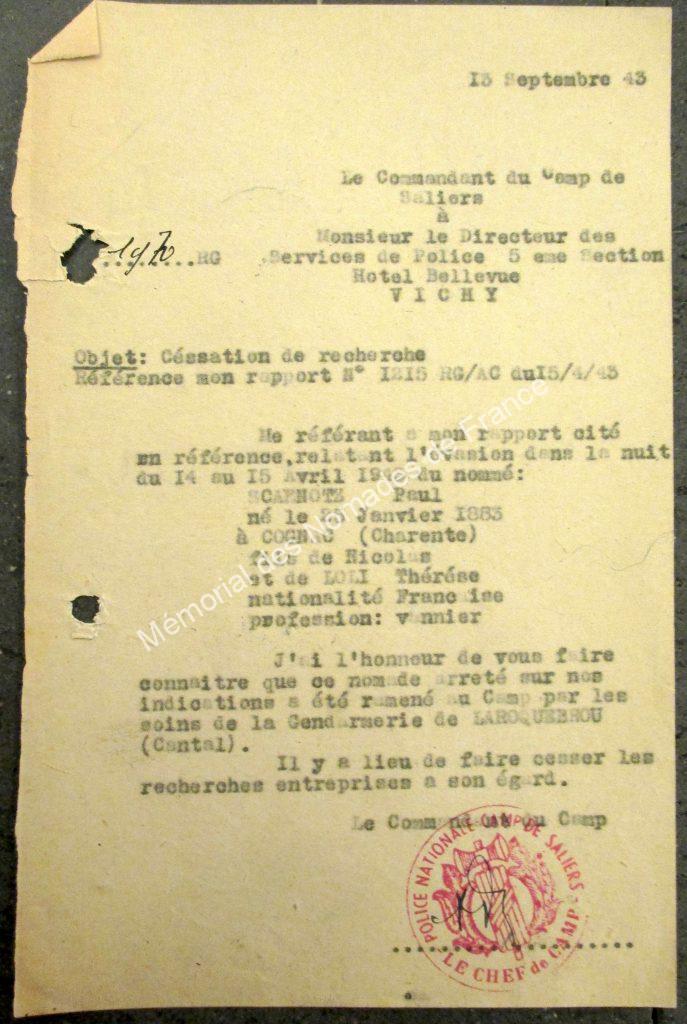 13 Septembre 43
Le Commandant du Camp de
Saliers
à
Monsieur le Directeur des
1970
.........RG Services de Police 5 eme Section
Hotel Bellevue
VICHY
Objet: Céssation de recherche
Référence mon rapport N° 1215 RG/AC du15/4/43
Me référant a mon rapport cité
en référence,relatant l'évasion dans la nuit
du 14 au 15 Avril 1943 du nommé:
Paul
né le 25 Janvier 1883
à COGNAC (Charente)
fils de Nicolas
et de LOLI Thérése
nationalité Française
profession: vannier
J'ai l'honneur de vous faire
connaitre que ce nomade arreté sur nos
indications a été ramené au Camp par les
soins de la Gendarmerie de LAROQUEBROU
(Cantal).
Il y a lieu de faire cesser les
recherches entreprises a son égard.
Le Commandant du Camp
POLICE NATIONALE - CAMP DE SALIERS -
LE CHEF de CAMP
Mémorial des Nomades de France